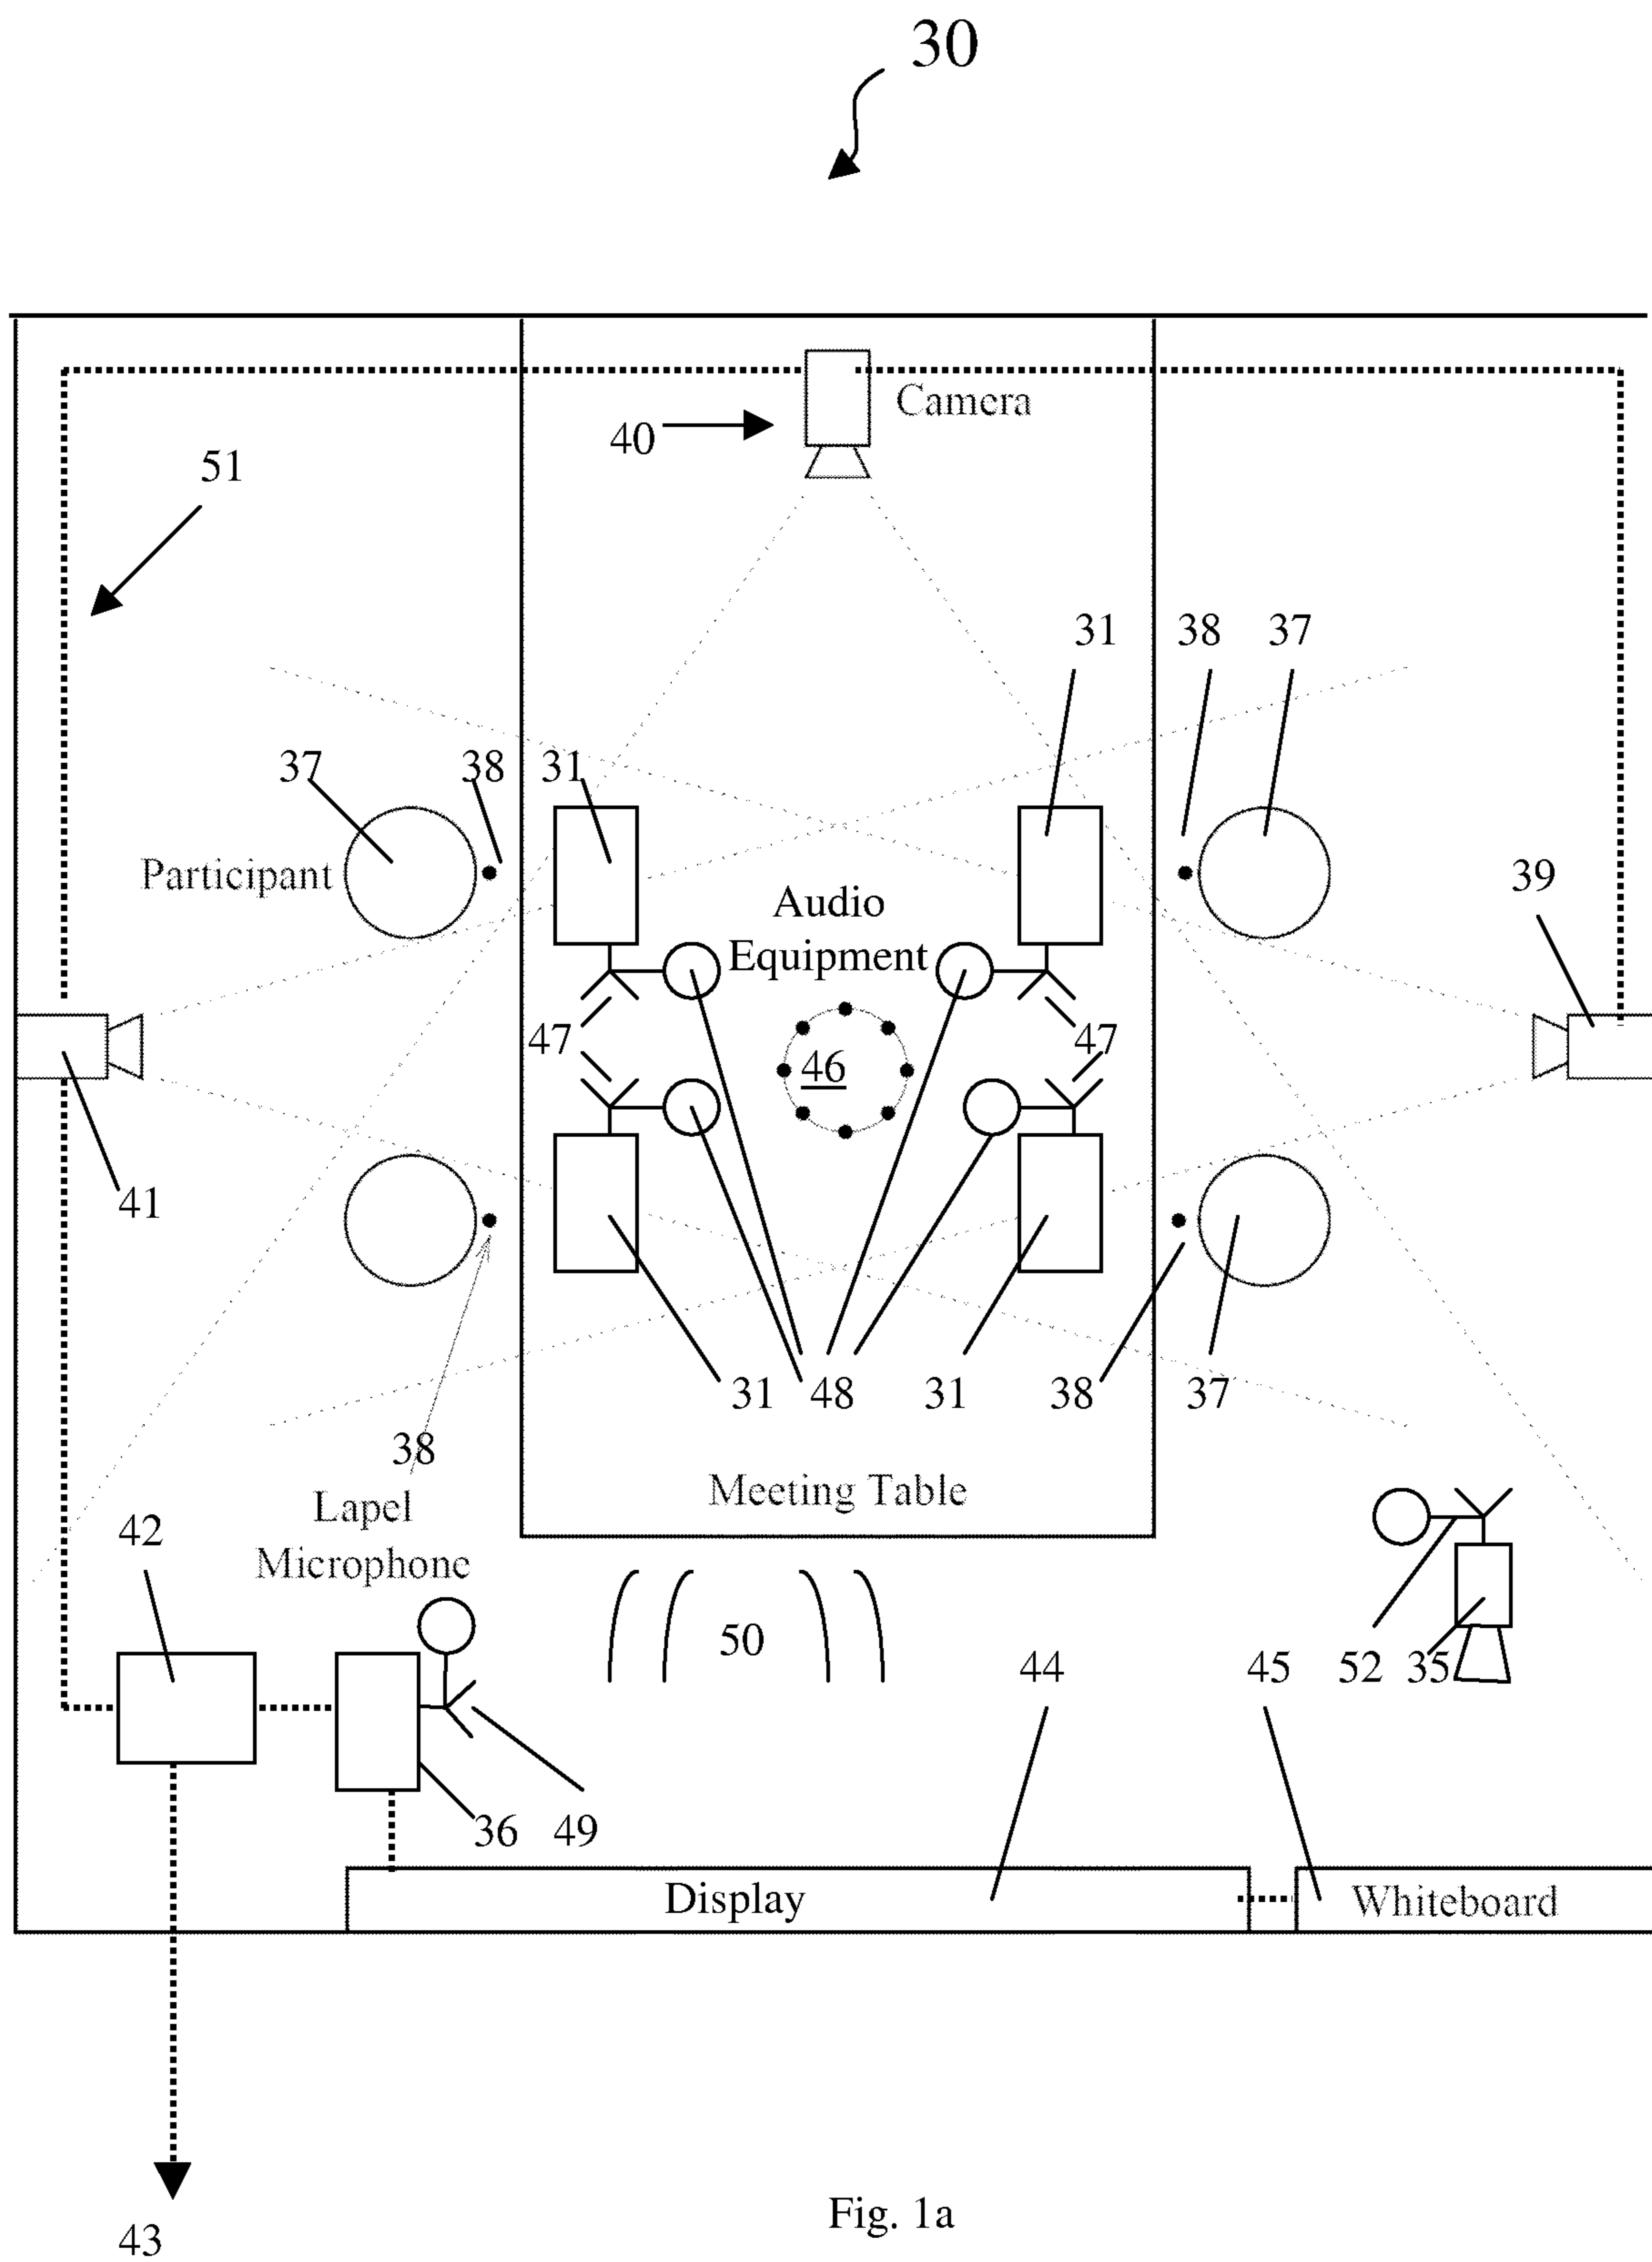 30
Camera
40
51
31 38 37
37 38 31
Participant
39
Audio
Equipment
47
47
46
41
31 48 31 38 37
38
Meeting Table
Lapel
Microphone
42
50
44 45 52 35
36 49
Display
Whiteboard
43
Fig. 1a